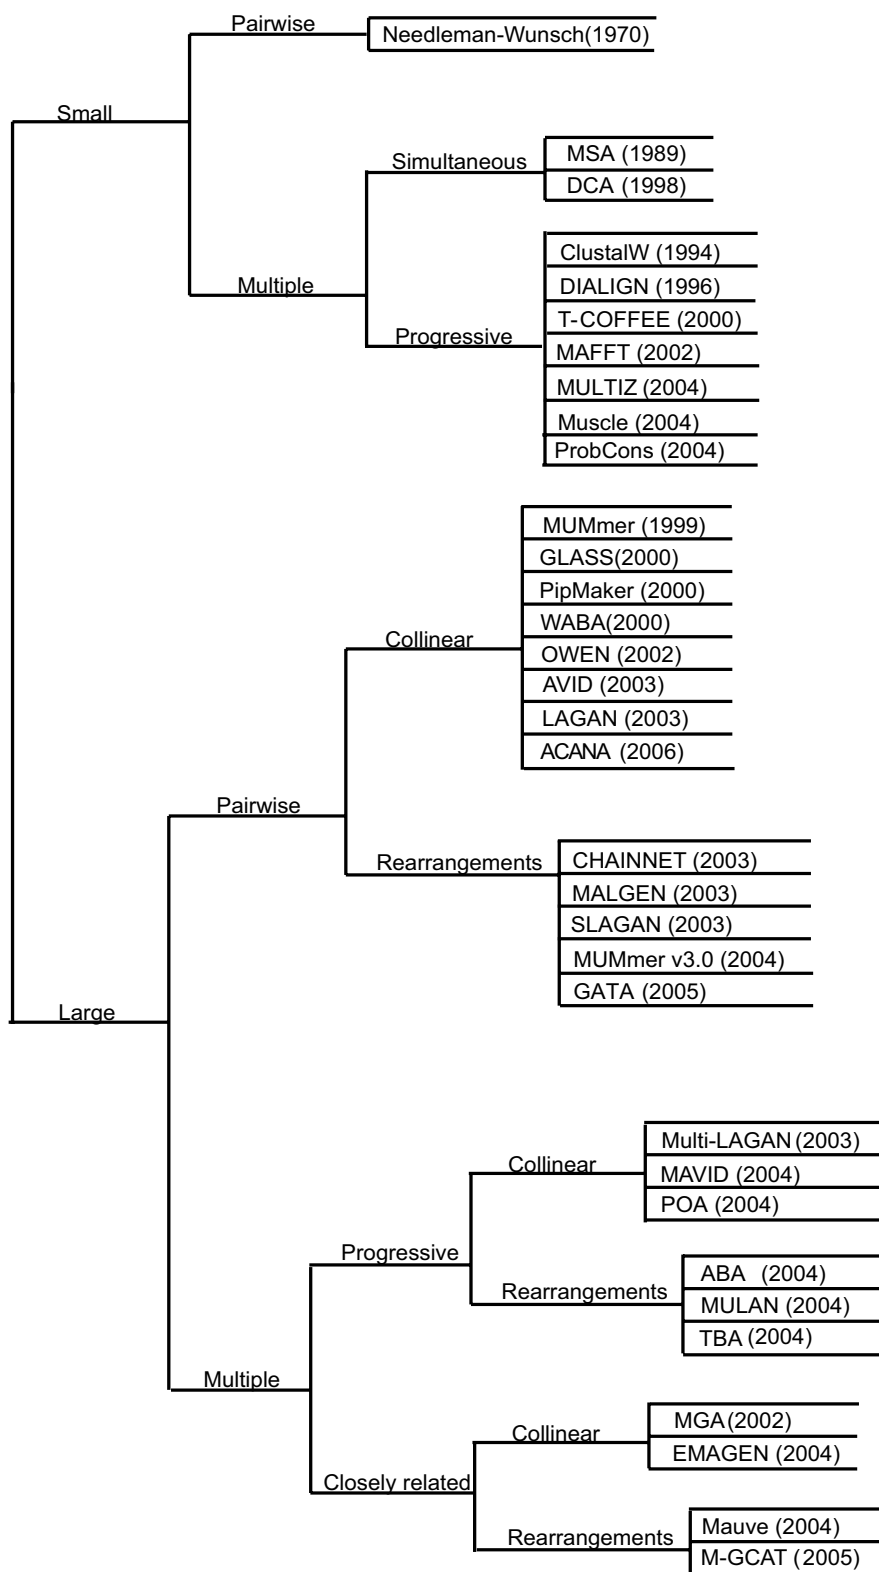 Pairwise
Needleman-Wunsch(1970)
Small
Simultaneous
MSA (1989)
DCA (1998)
Multiple
Progressive
ClustalW (1994)
DIALIGN (1996)
T-COFFEE (2000)
MAFFT (2002)
MULTIZ (2004)
Muscle (2004)
ProbCons (2004)
Collinear
MUMmer (1999)
GLASS(2000)
PipMaker (2000)
WABA(2000)
OWEN (2002)
AVID (2003)
LAGAN (2003)
ACANA (2006)
Pairwise
Rearrangements
CHAINNET (2003)
MALGEN (2003)
SLAGAN (2003)
MUMmer v3.0 (2004)
GATA (2005)
Large
Collinear
Multi-LAGAN (2003)
MAVID (2004)
POA (2004)
Progressive
Rearrangements
ABA (2004)
MULAN (2004)
TBA (2004)
Multiple
Collinear
MGA (2002)
EMAGEN (2004)
Closely related
Rearrangements
Mauve (2004)
M-GCAT (2005)